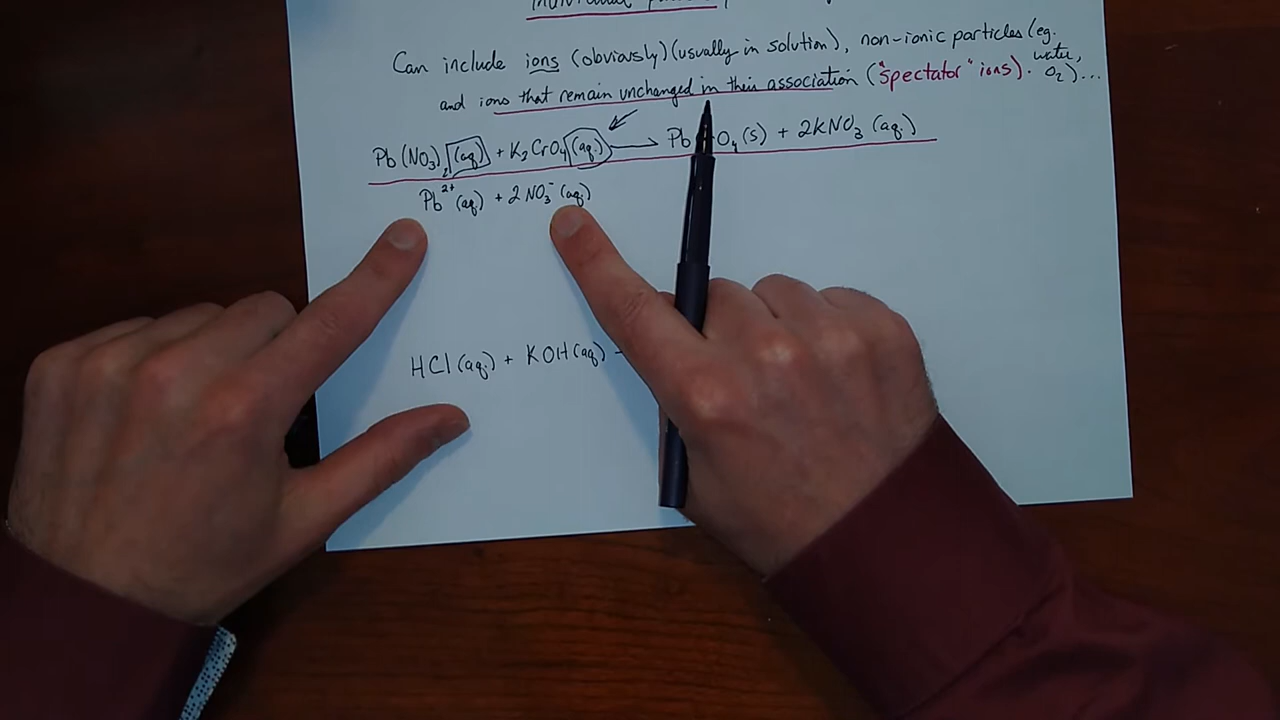 Can include ions (obviously) (usually in solution), non-ionic particles (eg. water, O₂)...
and ions that remain unchanged in their association ("spectator" ions).
Pb(NO₃)₂(aq) + K₂CrO₄(aq) → Pb O₄(s) + 2KNO₃(aq)
Pb²⁺(aq) + 2NO₃⁻(aq)
HCl(aq) + KOH(aq)